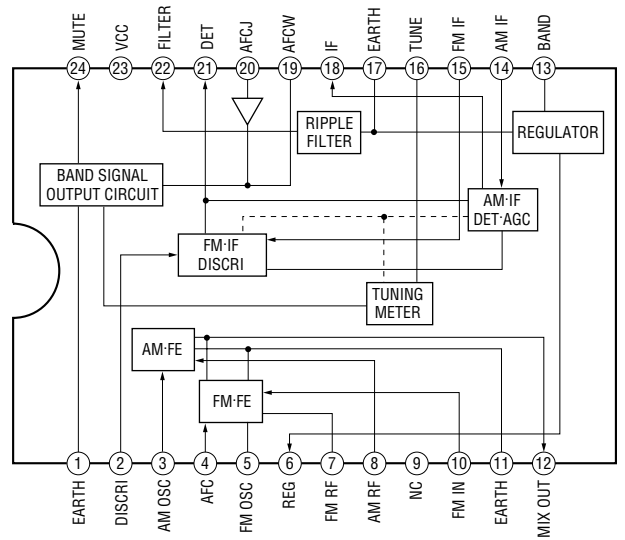 MUTE
VCC
FILTER
DET
AFCJ
AFCW
IF
EARTH
TUNE
FM IF
AM IF
BAND
24
23
22
21
20
19
18
17
16
15
14
13
RIPPLE
FILTER
REGULATOR
BAND SIGNAL
OUTPUT CIRCUIT
AM·IF
DET·AGC
FM·IF
DISCRI
TUNING
METER
AM·FE
FM·FE
1
2
3
4
5
6
7
8
9
10
11
12
EARTH
DISCRI
AM OSC
AFC
FM OSC
REG
FM RF
AM RF
NC
FM IN
EARTH
MIX OUT